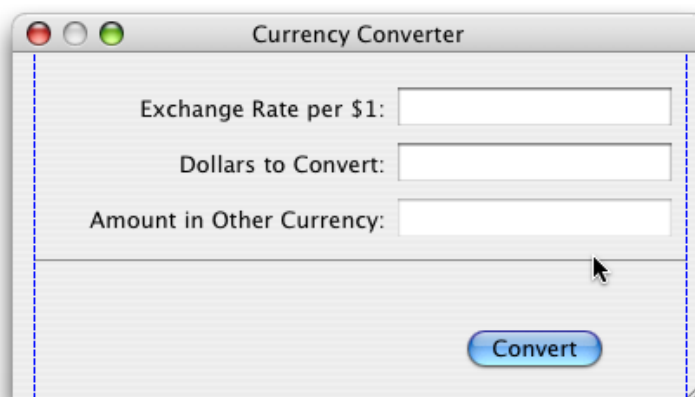 Currency Converter
Exchange Rate per $1:
Dollars to Convert:
Amount in Other Currency:
Convert